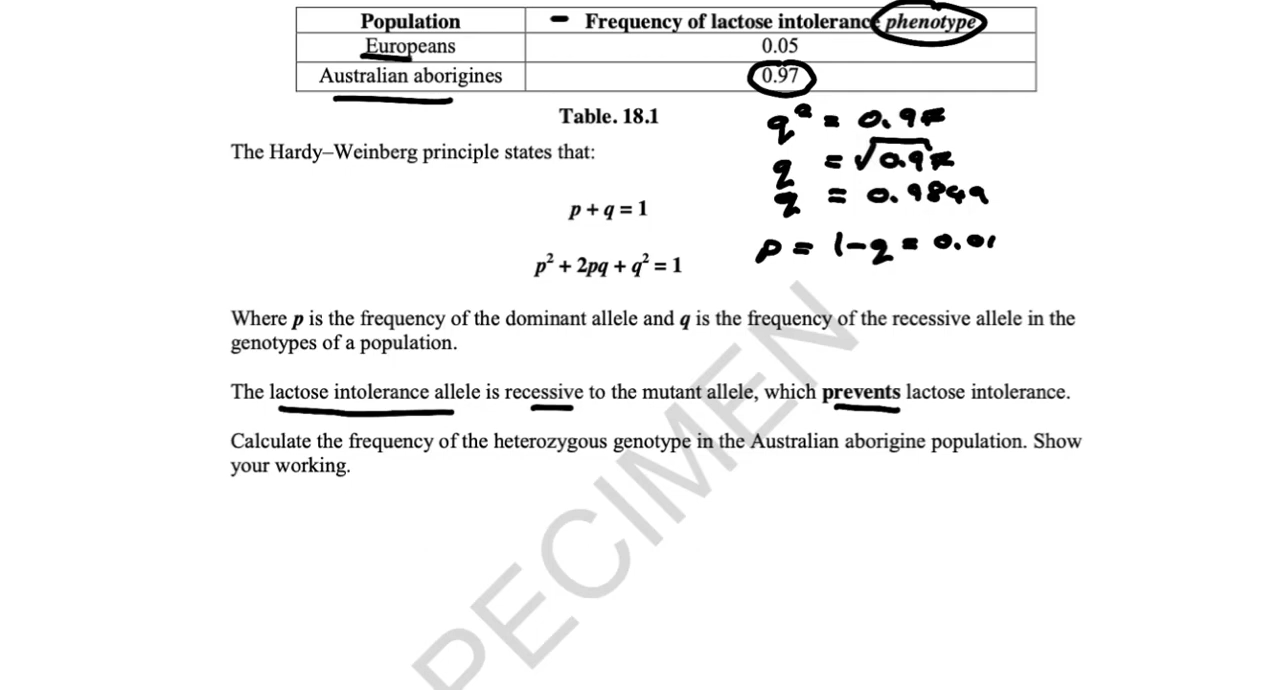 Population Frequency of lactose intolerance phenotype
Europeans 0.05
Australian aborigines 0.97
Table. 18.1
q² = 0.97
The Hardy–Weinberg principle states that:
q = √0.97
q = 0.9849
p + q = 1
p = 1-q = 0.01
p² + 2pq + q² = 1
Where p is the frequency of the dominant allele and q is the frequency of the recessive allele in the
genotypes of a population.
The lactose intolerance allele is recessive to the mutant allele, which prevents lactose intolerance.
Calculate the frequency of the heterozygous genotype in the Australian aborigine population. Show
your working.
PECIMEN